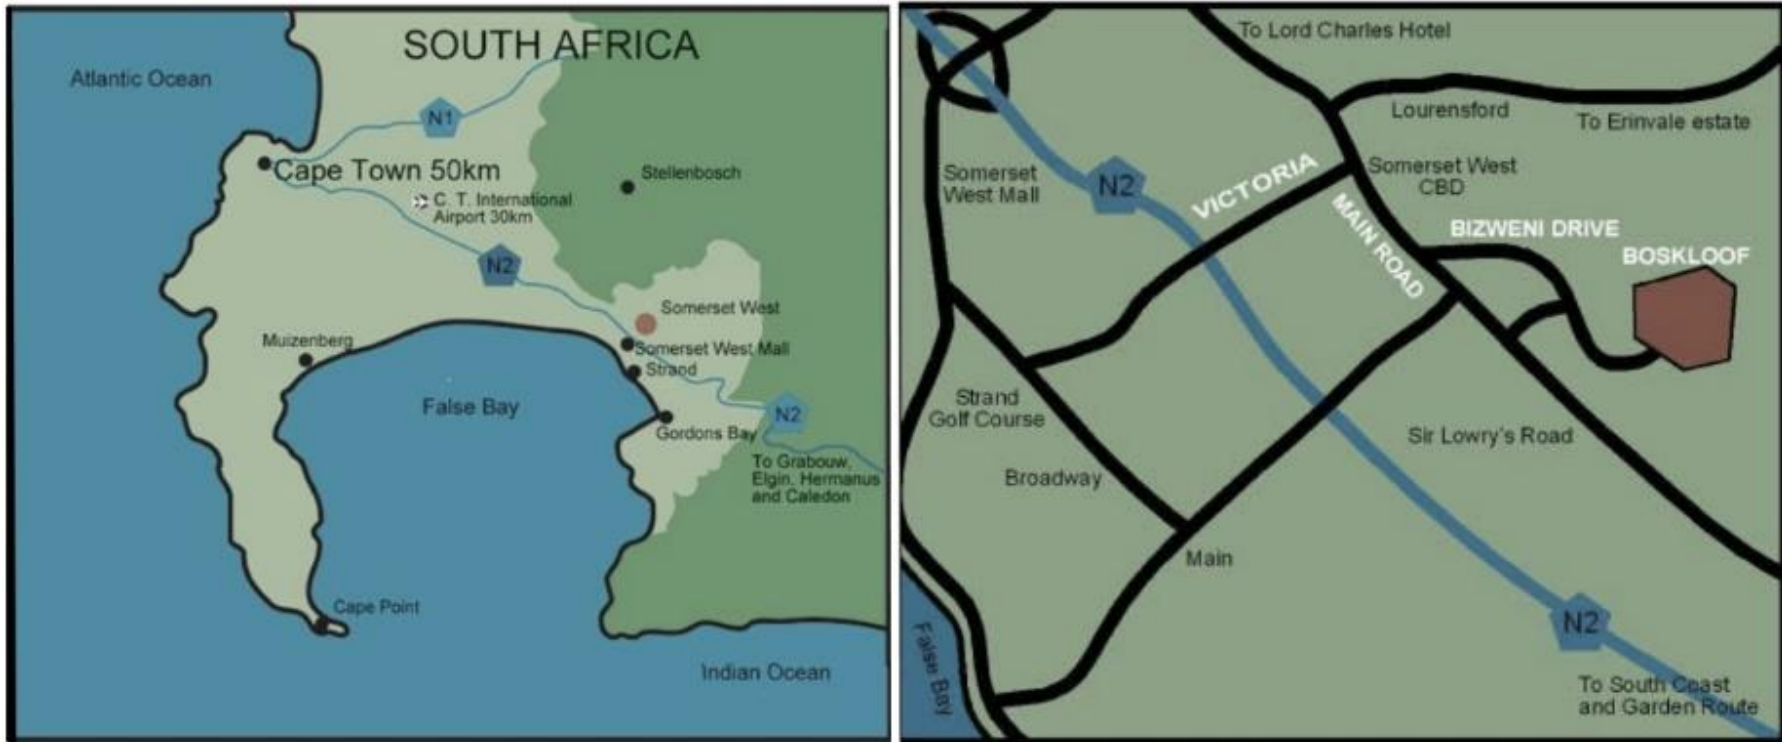 SOUTH AFRICA
Atlantic Ocean
N1
Cape Town 50km
Stellenbosch
C. T. International
Airport 30km
N2
Somerset West
Muizenberg
Somerset West Mall
Strand
False Bay
N2
Gordons Bay
To Grabouw,
Elgin, Hermanus
and Caledon
Cape Point
Indian Ocean
To Lord Charles Hotel
Lourensford
To Erinvale estate
Somerset
West Mall
N2
VICTORIA
Somerset West
CBD
MAIN ROAD
BIZWENI DRIVE
BOSKLOOF
Strand
Golf Course
Sir Lowry's Road
Broadway
Main
N2
False Bay
To South Coast
and Garden Route